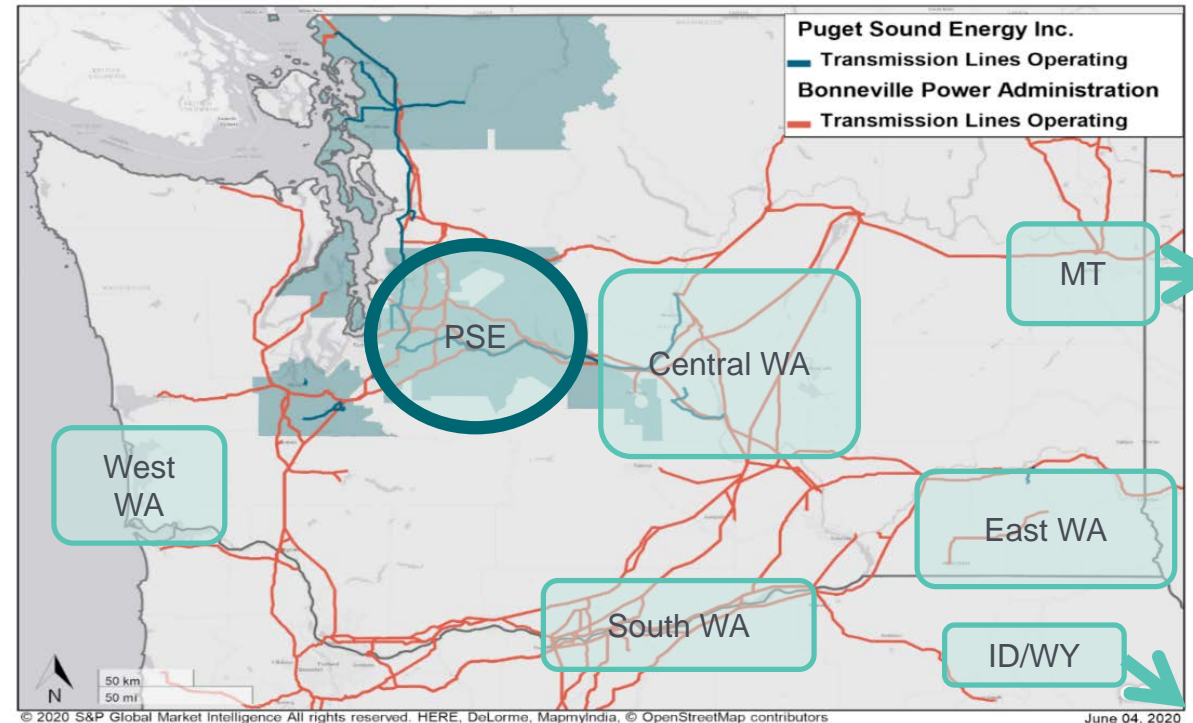 Puget Sound Energy Inc.
Transmission Lines Operating
Bonneville Power Administration
Transmission Lines Operating
MT
PSE
Central WA
West
WA
East WA
South WA
ID/WY
N
50 km
50 mi
© 2020 S&P Global Market Intelligence All rights reserved. HERE, DeLorme, MapmyIndia, © OpenStreetMap contributors
June 04, 2020